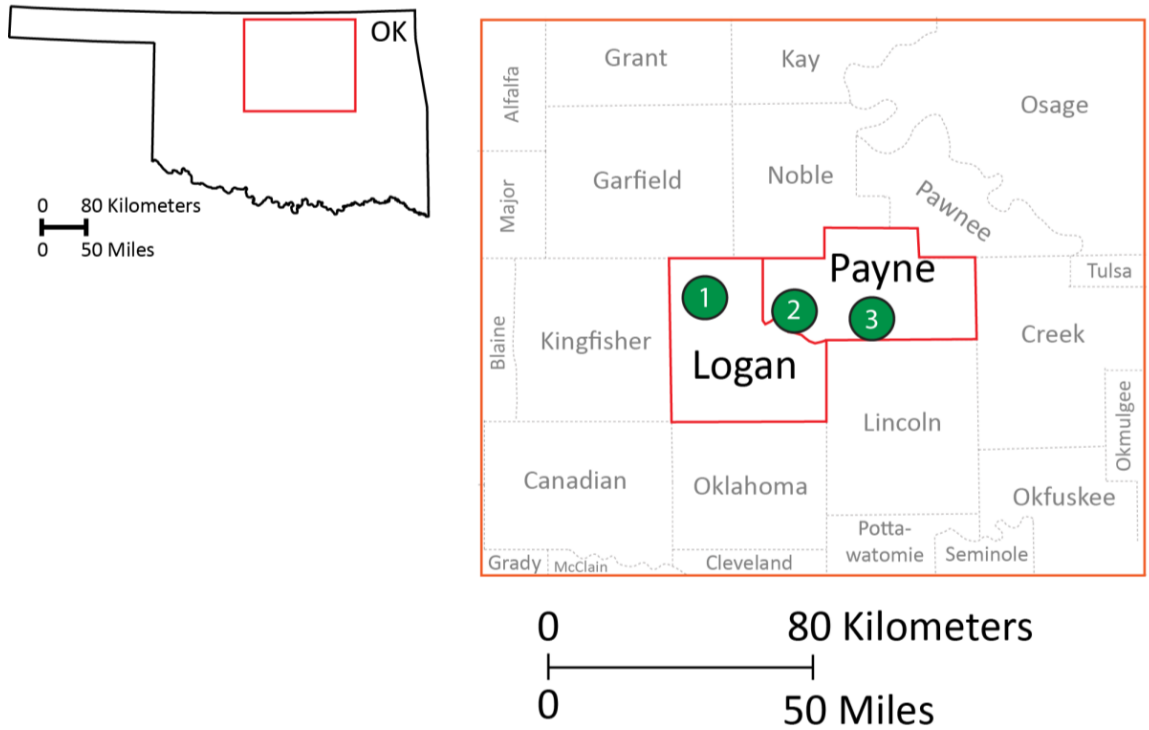 OK
0 80 Kilometers
0 50 Miles
Alfalfa
Grant
Kay
Osage
Major
Garfield
Noble
Pawnee
Payne
Tulsa
1
2
3
Blaine
Kingfisher
Logan
Creek
Lincoln
Okmulgee
Canadian
Oklahoma
Okfuskee
Potta-
watomie
Seminole
Grady
McClain
Cleveland
0 80 Kilometers
0 50 Miles